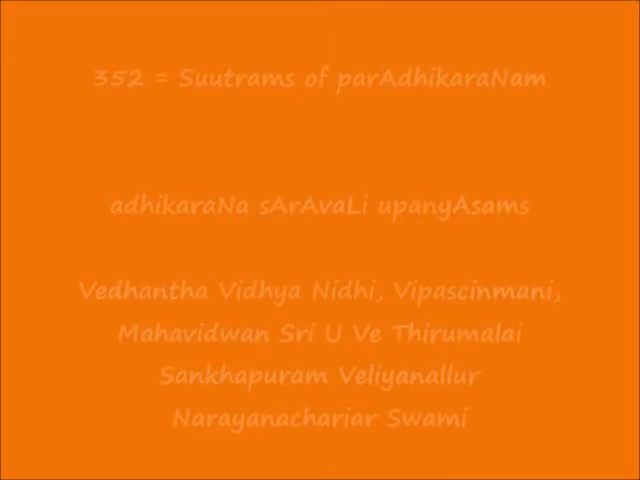 352 = Suutrams of parAdhikaraNam
adhikaraNa sArAvaLi upanyAsams
Vedhantha Vidhya Nidhi, Vipascinmani,
Mahavidwan Sri U Ve Thirumalai
Sankhapuram Veliyanallur
Narayanachariar Swami